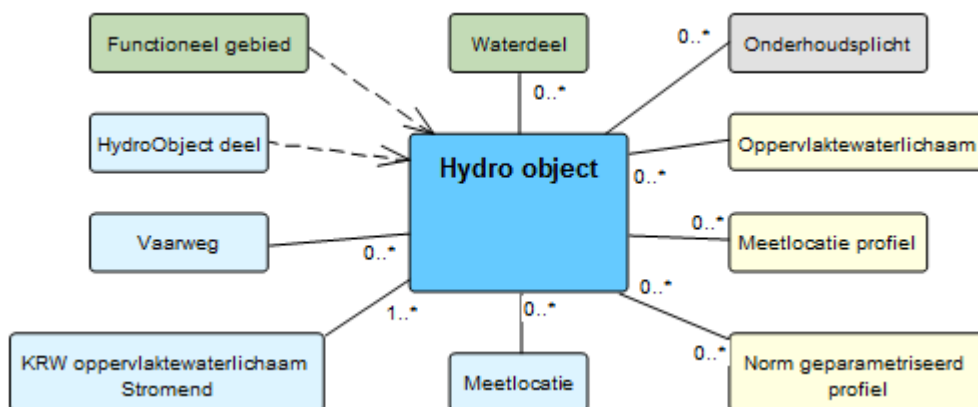 Functioneel gebied
Waterdeel
0..*
Onderhoudsplicht
0..*
HydroObject deel
Hydro object
Oppervlaktewaterlichaam
0..*
Vaarweg
0..*
0..*
Meetlocatie profiel
1..*
0..*
0..*
KRW oppervlaktewaterlichaam
Stromend
Meetlocatie
0..*
Norm geparametriseerd
profiel